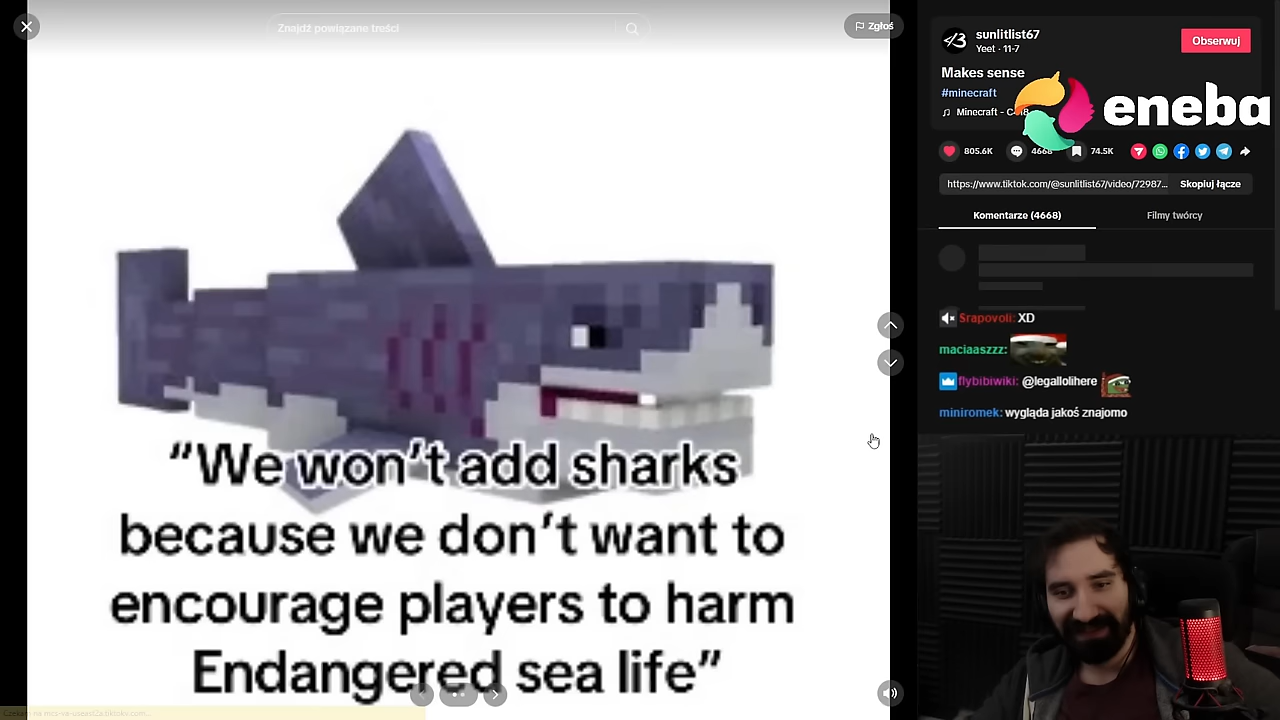 Znajdź powiązane treści
Zgłoś
"We won't add sharks
because we don't want to
encourage players to harm
Endangered sea life"
sunlitlist67
Yeet · 11-7
Obserwuj
Makes sense
#minecraft
Minecraft - C418
eneba
805.6K
4668
74.5K
https://www.tiktok.com/@sunlitlist67/video/72987...
Skopiuj łącze
Komentarze (4668)
Filmy twórcy
Srapovoli: XD
maciaaszzz:
flybibiwiki: @legallolihere
miniromek: wygląda jakoś znajomo